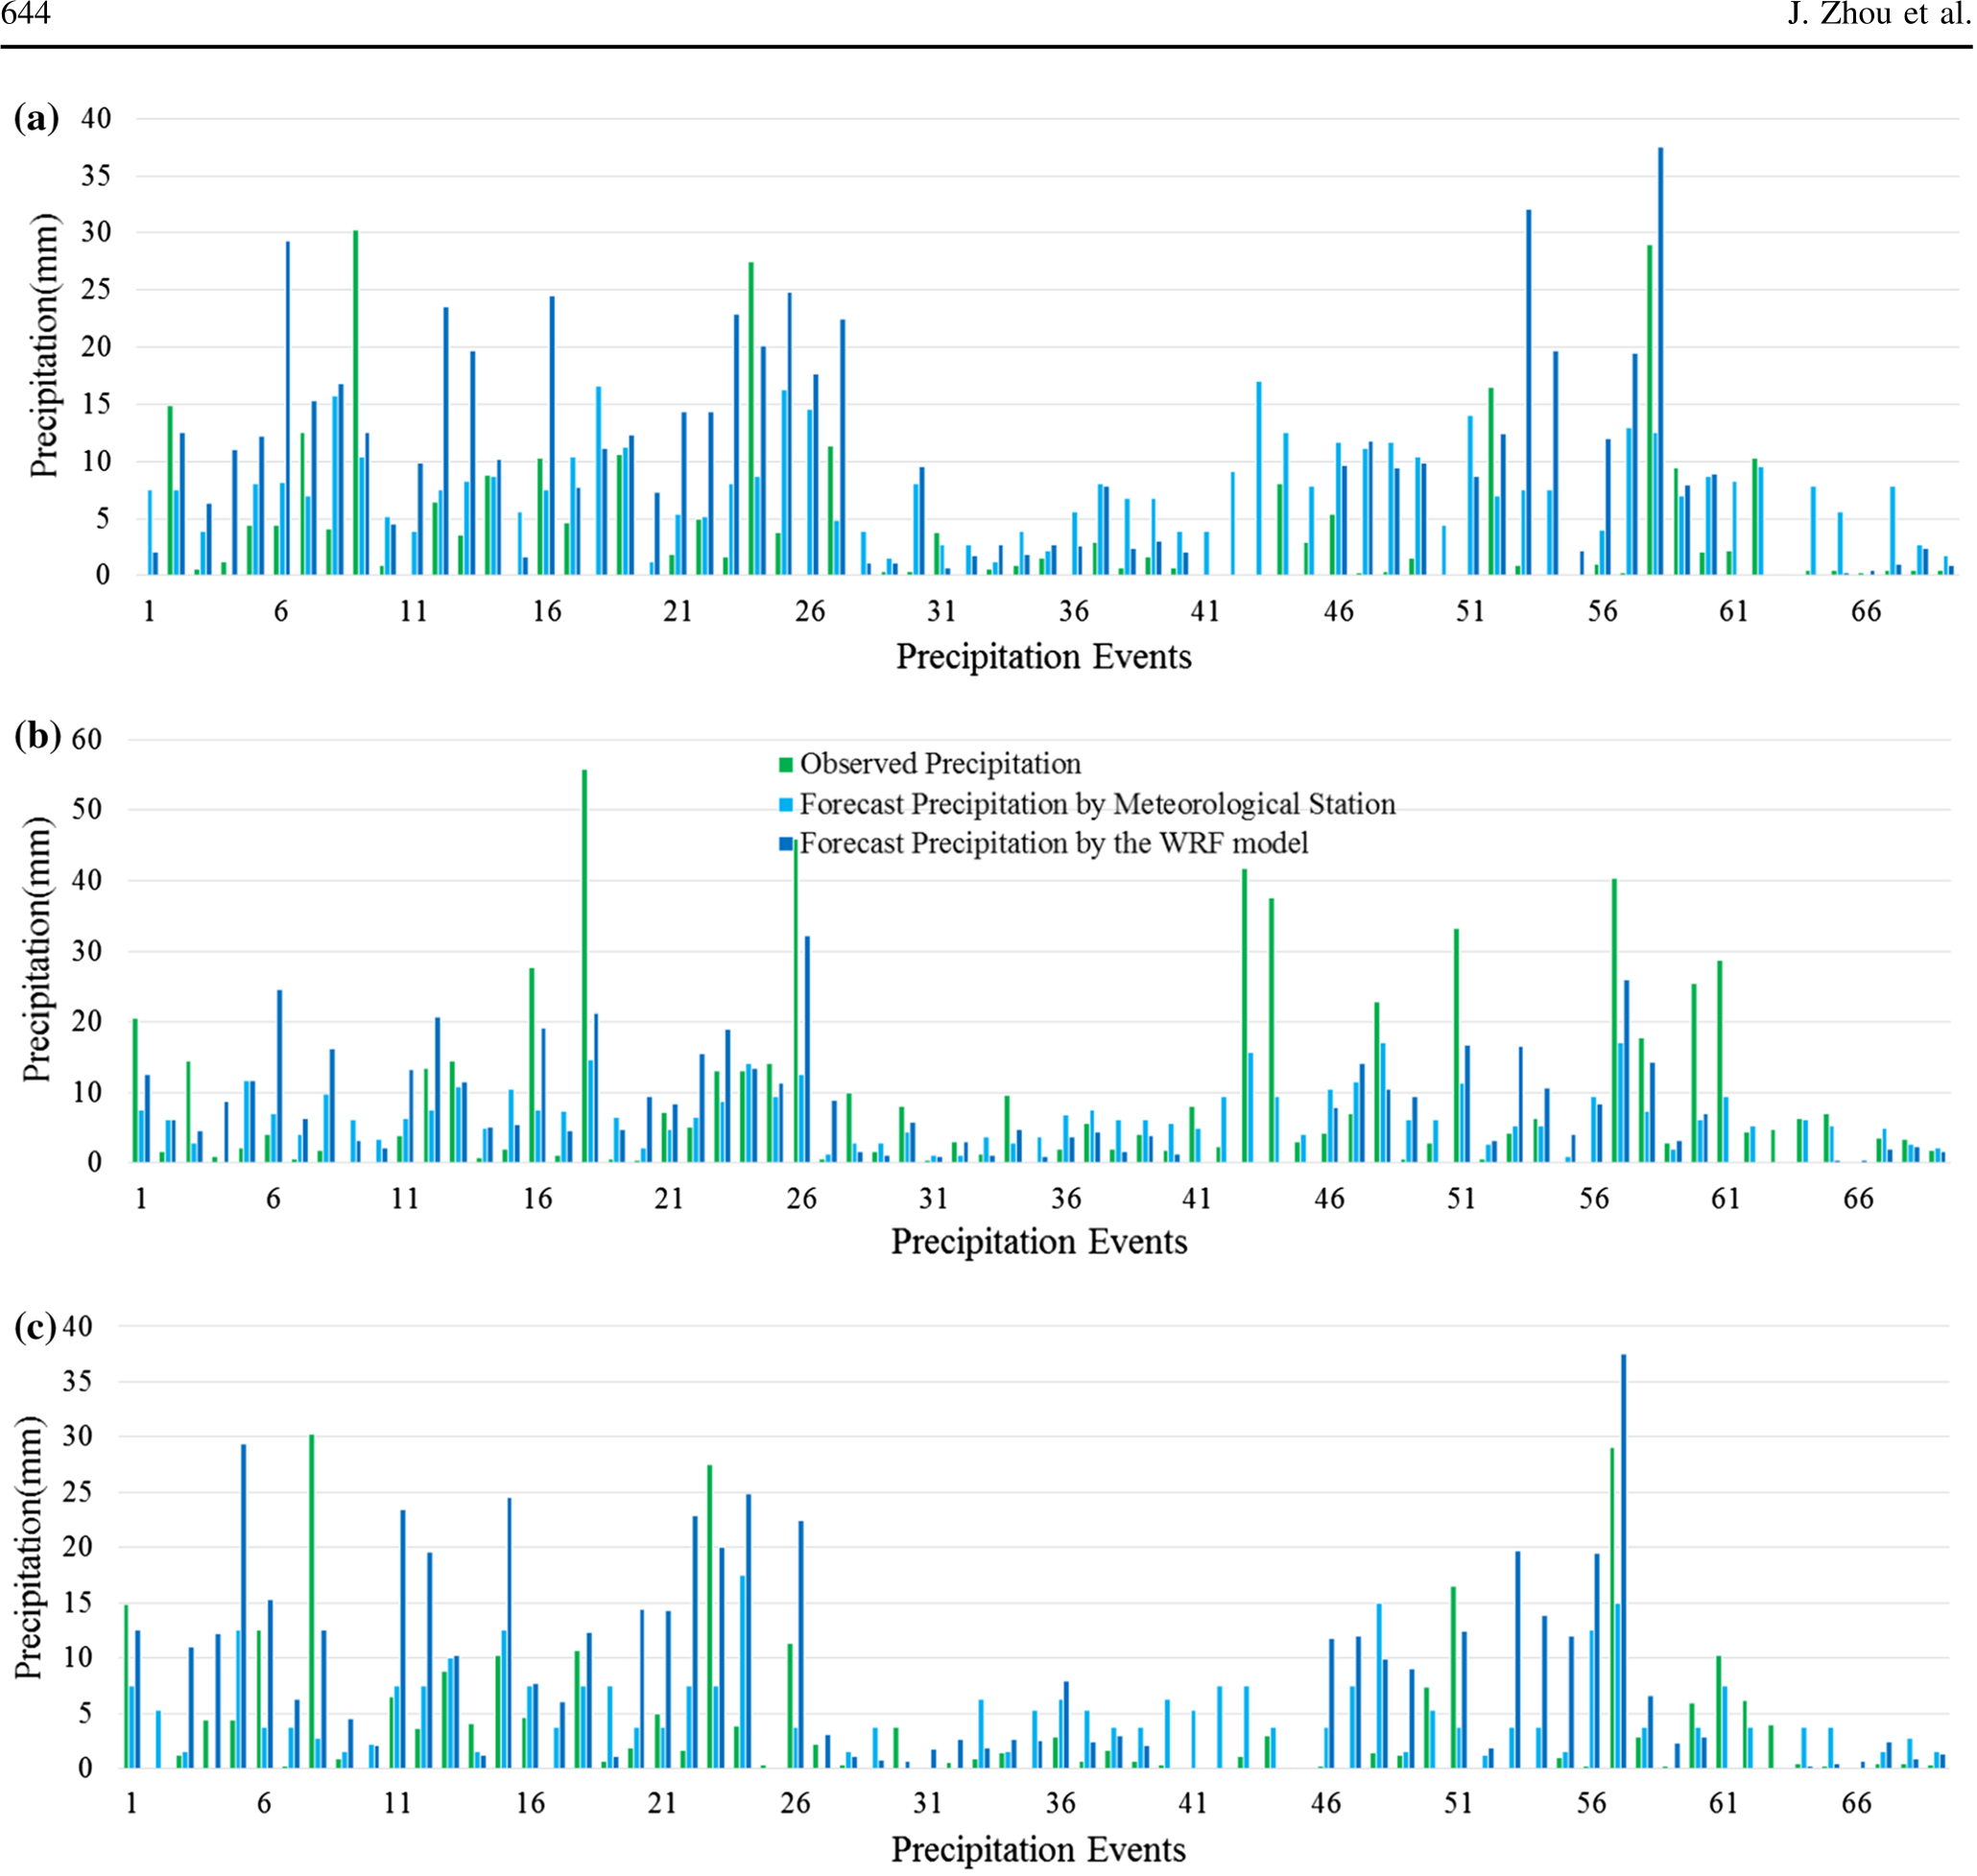 644 J. Zhou et al.
(a) 40
35
30
25
20
15
10
5
0
Precipitation(mm)
1 6 11 16 21 26 31 36 41 46 51 56 61 66
Precipitation Events
(b) 60
50
40
30
20
10
0
Precipitation(mm)
Observed Precipitation
Forecast Precipitation by Meteorological Station
Forecast Precipitation by the WRF model
1 6 11 16 21 26 31 36 41 46 51 56 61 66
Precipitation Events
(c) 40
35
30
25
20
15
10
5
0
Precipitation(mm)
1 6 11 16 21 26 31 36 41 46 51 56 61 66
Precipitation Events